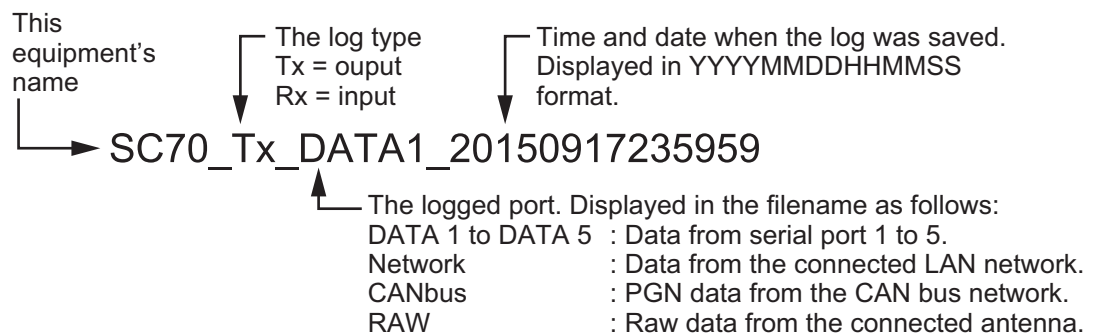 This
equipment's
name
The log type
Tx = ouput
Rx = input
Time and date when the log was saved.
Displayed in YYYYMMDDHHMMSS
format.
SC70_Tx_DATA1_20150917235959
The logged port. Displayed in the filename as follows:
DATA 1 to DATA 5 : Data from serial port 1 to 5.
Network : Data from the connected LAN network.
CANbus : PGN data from the CAN bus network.
RAW : Raw data from the connected antenna.